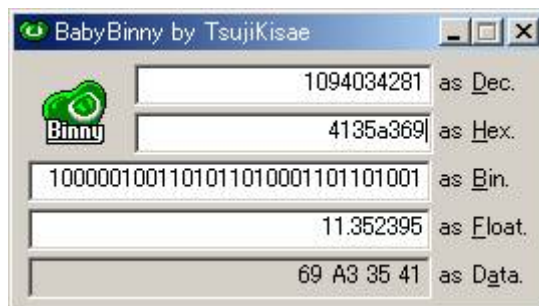 BabyBinny by TsujiKisae
1094034281 as Dec.
Binny
4135a369 as Hex.
1000001001101011010001101101001 as Bin.
11.352395 as Float.
69 A3 35 41 as Data.